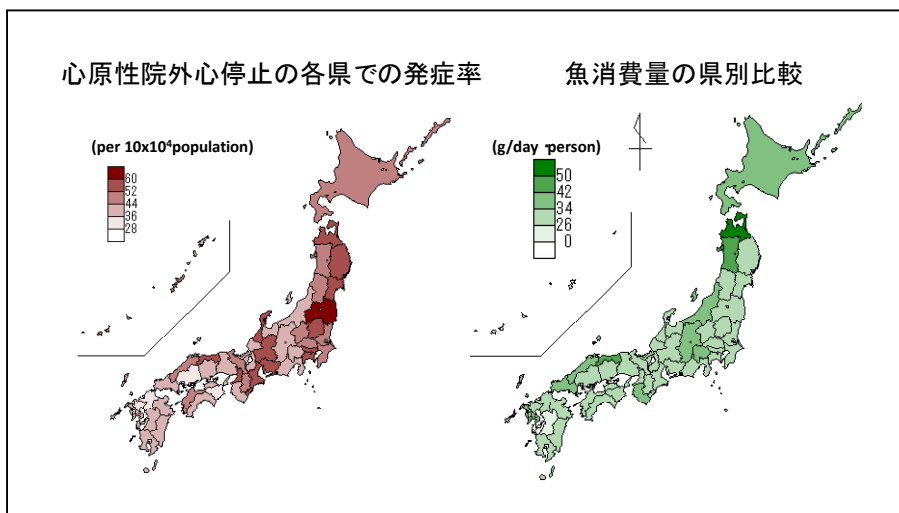 心原性院外心停止の各県での発症率
魚消費量の県別比較
(per 10x10⁴population)
60
52
44
36
28
(g/day・person)
50
42
34
26
0